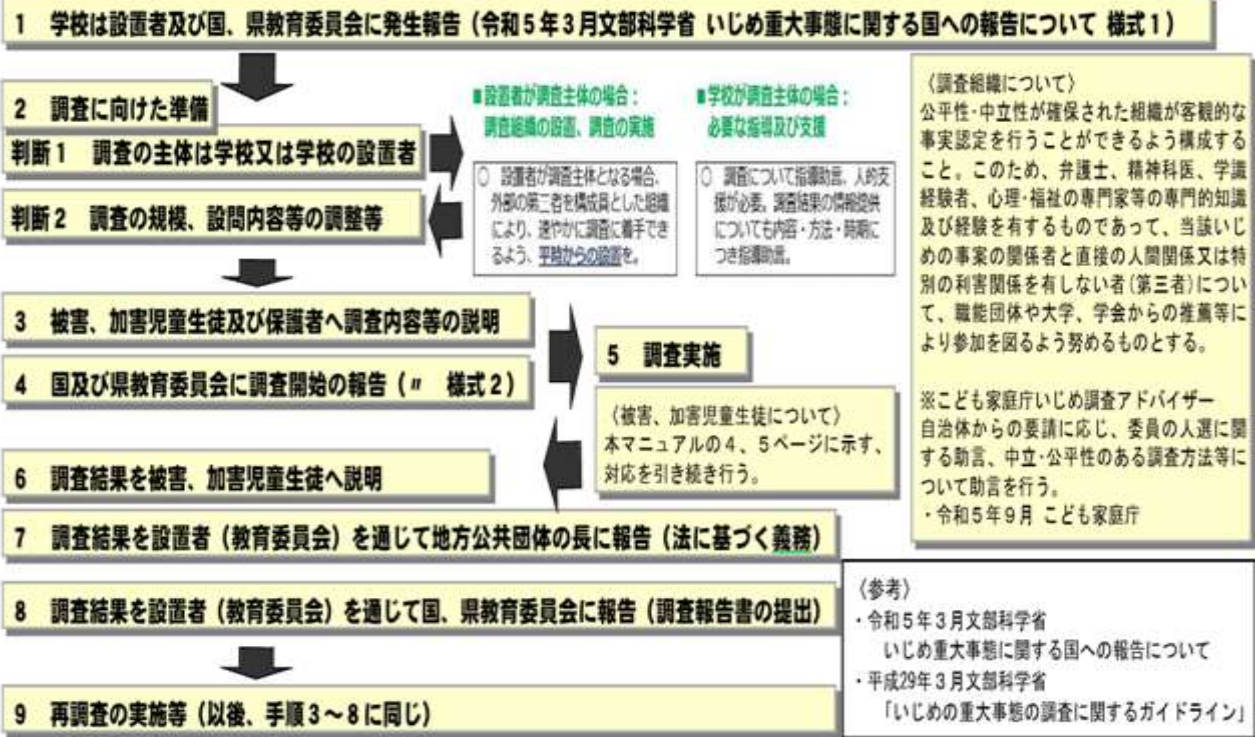 1 学校は設置者及び国、県教育委員会に発生報告（令和５年３月文部科学省 いじめ重大事態に関する国への報告について 様式１）
2 調査に向けた準備
判断１ 調査の主体は学校又は学校の設置者
判断２ 調査の規模、設問内容等の調整等
■設置者が調査主体の場合：
調査組織の設置、調査の実施
○ 設置者が調査主体となる場合、
外部の第三者を構成員とした組織
により、速やかに調査に着手でき
るよう、平時からの設置を。
■学校が調査主体の場合：
必要な指導及び支援
○ 調査について指導助言、人的支
援が必要。調査結果の情報提供
についても内容・方法・時期に
つき指導助言。
〈調査組織について〉
公平性・中立性が確保された組織が客観的な
事実認定を行うことができるよう構成する
こと。このため、弁護士、精神科医、学識
経験者、心理・福祉の専門家等の専門的知識
及び経験を有するものであって、当該いじ
めの事案の関係者と直接の人間関係又は特
別の利害関係を有しない者（第三者）につい
て、職能団体や大学、学会からの推薦等に
より参加を図るよう努めるものとする。
※こども家庭庁いじめ調査アドバイザー
自治体からの要請に応じ、委員の人選に関
する助言、中立・公平性のある調査方法等に
ついて助言を行う。
・令和５年９月 こども家庭庁
3 被害、加害児童生徒及び保護者へ調査内容等の説明
4 国及び県教育委員会に調査開始の報告（〃 様式２）
5 調査実施
〈被害、加害児童生徒について〉
本マニュアルの４、５ページに示す、
対応を引き続き行う。
6 調査結果を被害、加害児童生徒へ説明
7 調査結果を設置者（教育委員会）を通じて地方公共団体の長に報告（法に基づく義務）
8 調査結果を設置者（教育委員会）を通じて国、県教育委員会に報告（調査報告書の提出）
9 再調査の実施等（以後、手順３～８に同じ）
〈参考〉
・令和５年３月文部科学省
いじめ重大事態に関する国への報告について
・平成29年３月文部科学省
「いじめの重大事態の調査に関するガイドライン」